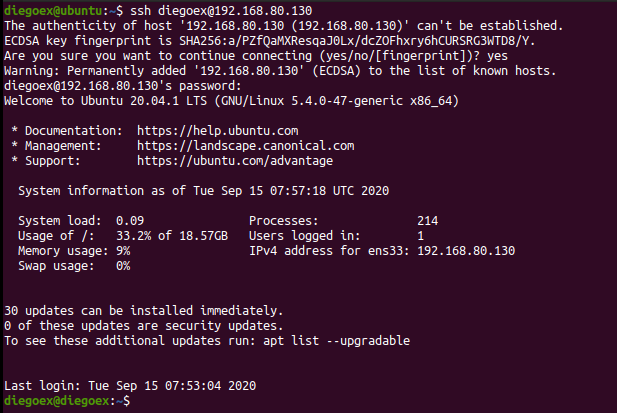 diegoex@ubuntu:~$ ssh diegoex@192.168.80.130
The authenticity of host '192.168.80.130 (192.168.80.130)' can't be established.
ECDSA key fingerprint is SHA256:a/PZfQaMXResqaJ0Lx/dcZOFhxry6hCURSRG3WTD8/Y.
Are you sure you want to continue connecting (yes/no/[fingerprint])? yes
Warning: Permanently added '192.168.80.130' (ECDSA) to the list of known hosts.
diegoex@192.168.80.130's password:
Welcome to Ubuntu 20.04.1 LTS (GNU/Linux 5.4.0-47-generic x86_64)
* Documentation:  https://help.ubuntu.com
* Management:     https://landscape.canonical.com
* Support:        https://ubuntu.com/advantage
System information as of Tue Sep 15 07:57:18 UTC 2020
System load:  0.09               Processes:              214
Usage of /:   33.2% of 18.57GB   Users logged in:        1
Memory usage: 9%                 IPv4 address for ens33: 192.168.80.130
Swap usage:   0%
30 updates can be installed immediately.
0 of these updates are security updates.
To see these additional updates run: apt list --upgradable
Last login: Tue Sep 15 07:53:04 2020
diegoex@diegoex:~$